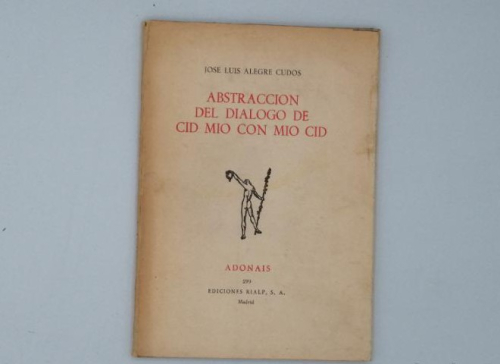 JOSE LUIS ALEGRE CUDOS
ABSTRACCION
DEL DIALOGO DE
CID MIO CON MIO CID
ADONAIS
EDICIONES RIALP, S. A.
Madrid